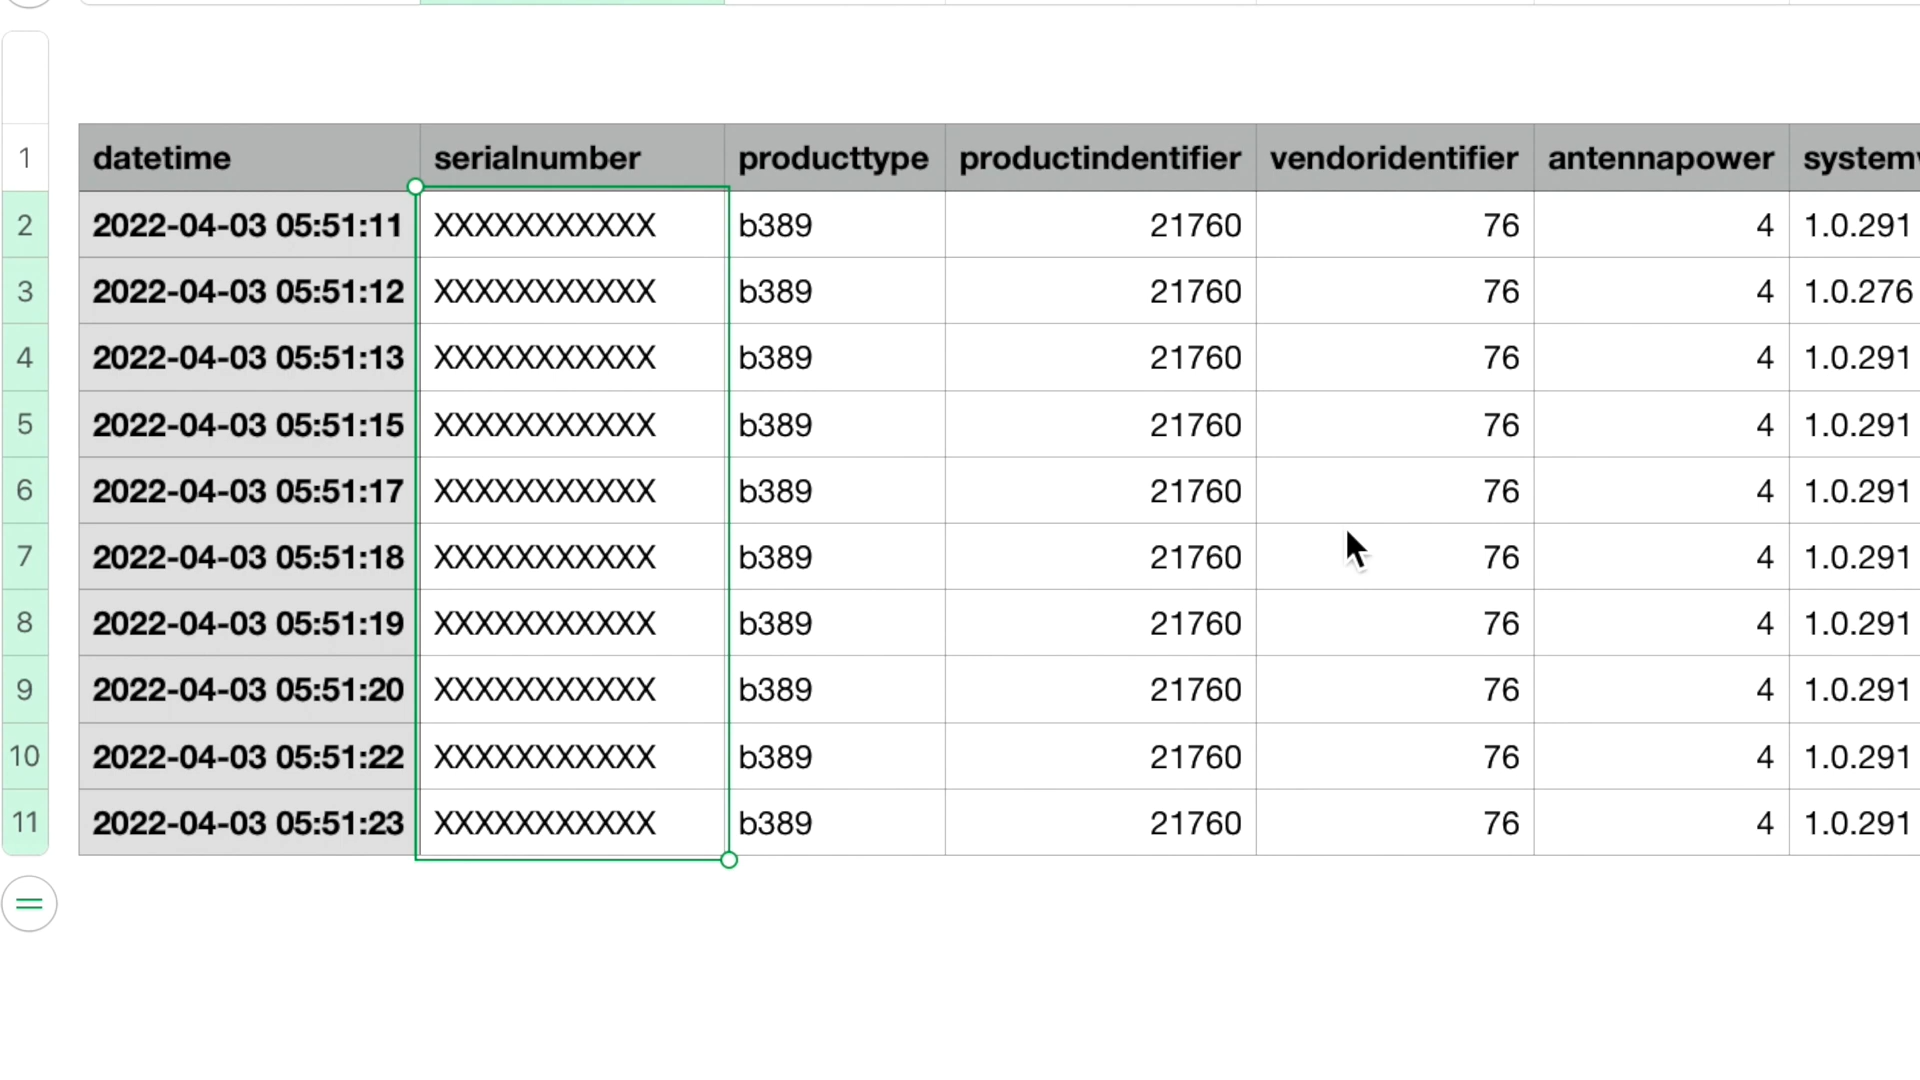 1 datetime serialnumber producttype productindentifier vendoridentifier antennapower systemv
2 2022-04-03 05:51:11 XXXXXXXXXXX b389 21760 76 4 1.0.291
3 2022-04-03 05:51:12 XXXXXXXXXXX b389 21760 76 4 1.0.276
4 2022-04-03 05:51:13 XXXXXXXXXXX b389 21760 76 4 1.0.291
5 2022-04-03 05:51:15 XXXXXXXXXXX b389 21760 76 4 1.0.291
6 2022-04-03 05:51:17 XXXXXXXXXXX b389 21760 76 4 1.0.291
7 2022-04-03 05:51:18 XXXXXXXXXXX b389 21760 76 4 1.0.291
8 2022-04-03 05:51:19 XXXXXXXXXXX b389 21760 76 4 1.0.291
9 2022-04-03 05:51:20 XXXXXXXXXXX b389 21760 76 4 1.0.291
10 2022-04-03 05:51:22 XXXXXXXXXXX b389 21760 76 4 1.0.291
11 2022-04-03 05:51:23 XXXXXXXXXXX b389 21760 76 4 1.0.291